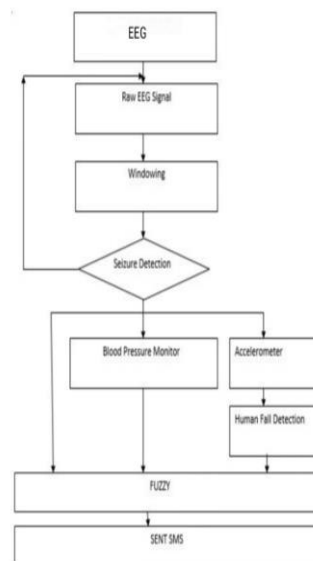 EEG
Raw EEG Signal
Windowing
Seizure Detection
Blood Pressure Monitor
Accelerometer
Human Fall Detection
FUZZY
SENT SMS